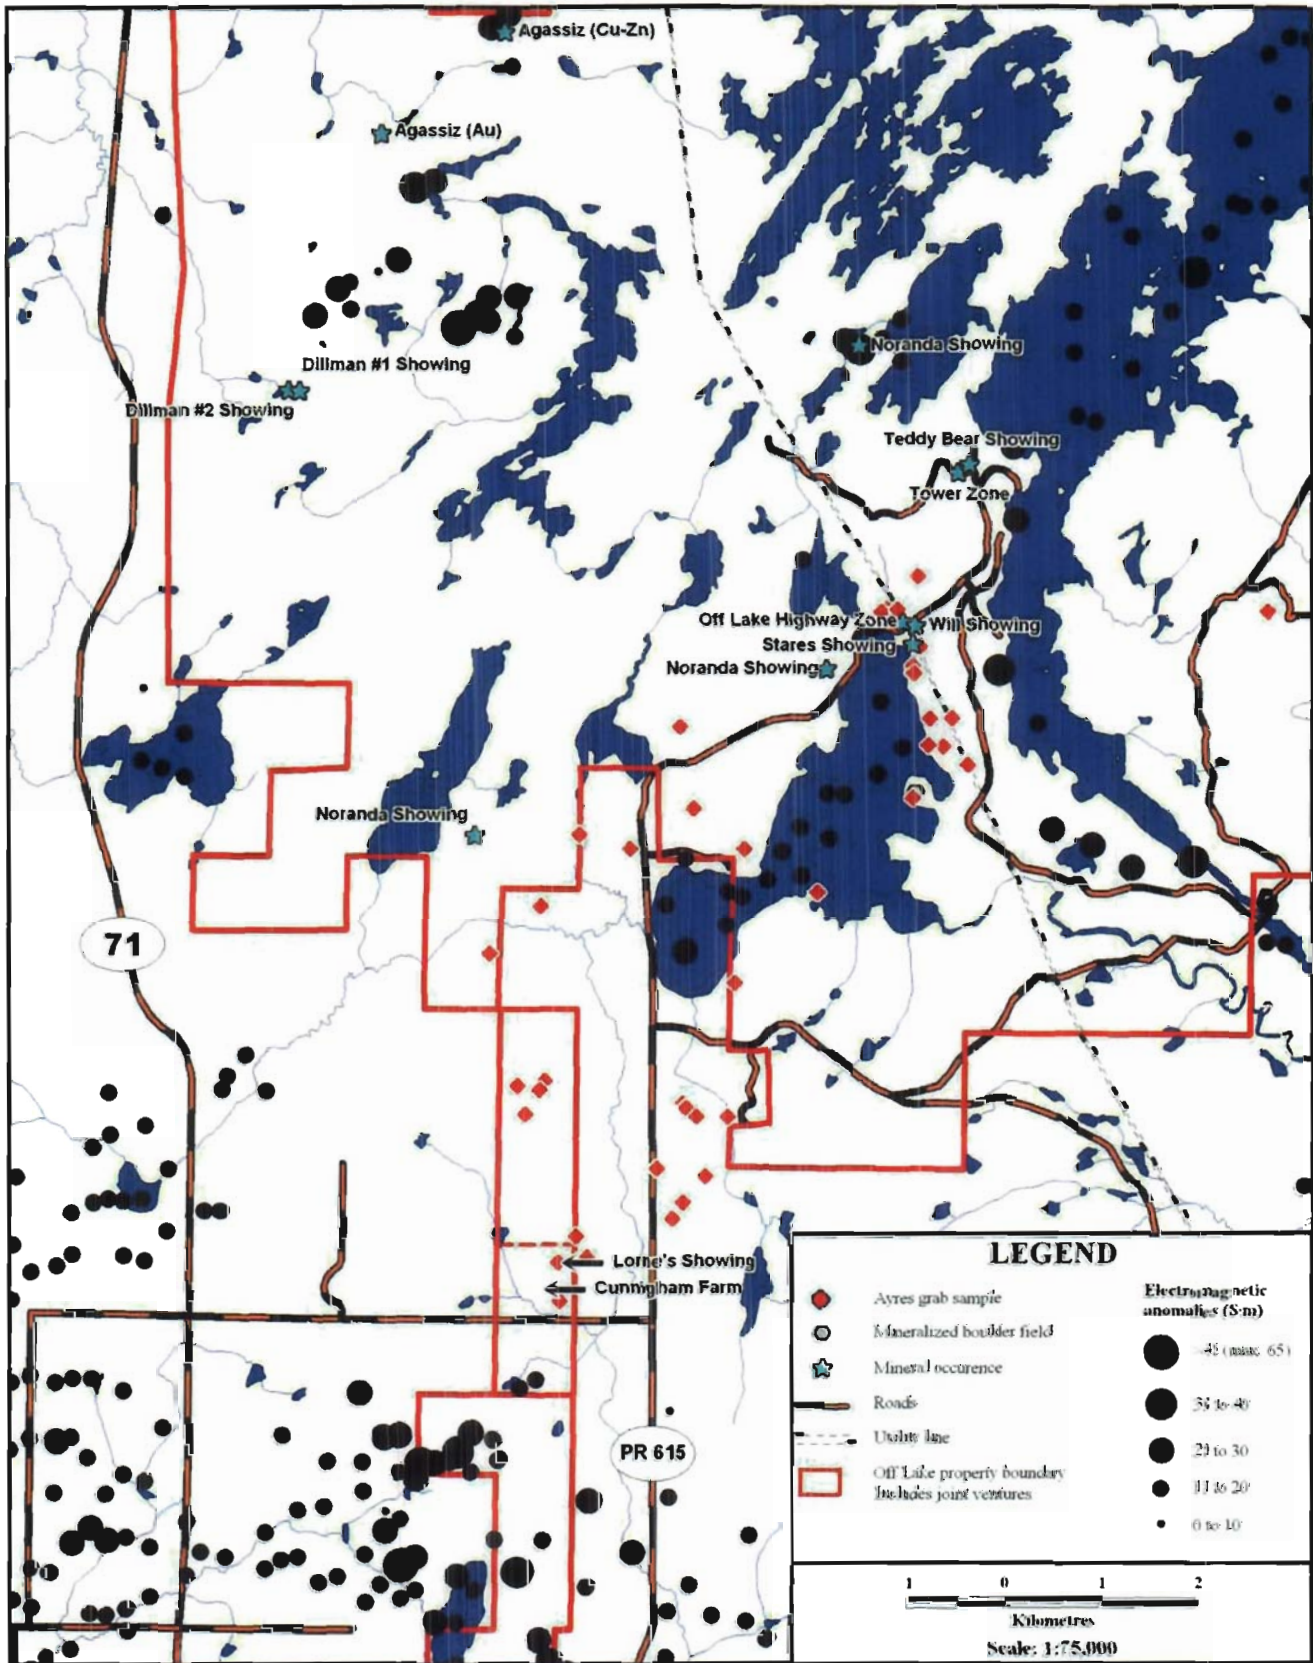 Agassiz (Cu-Zn)
Agassiz (Au)
Noranda Showing
Dillman #1 Showing
Dillman #2 Showing
Teddy Bear Showing
Tower Zone
Off Lake Highway Zone
Will Showing
Stares Showing
Noranda Showing
Noranda Showing
71
Lorne's Showing
Cunnigham Farm
PR 615
LEGEND
Ayres grab sample
Mineralized boulder field
Mineral occurence
Roads
Utility line
Off Lake property boundary
Includes joint ventures
Electromagnetic
anomalies (S·m)
(max. 65)
21 to 30
11 to 20
0 to 10
1 0 1 2
Kilometres
Scale: 1:75,000